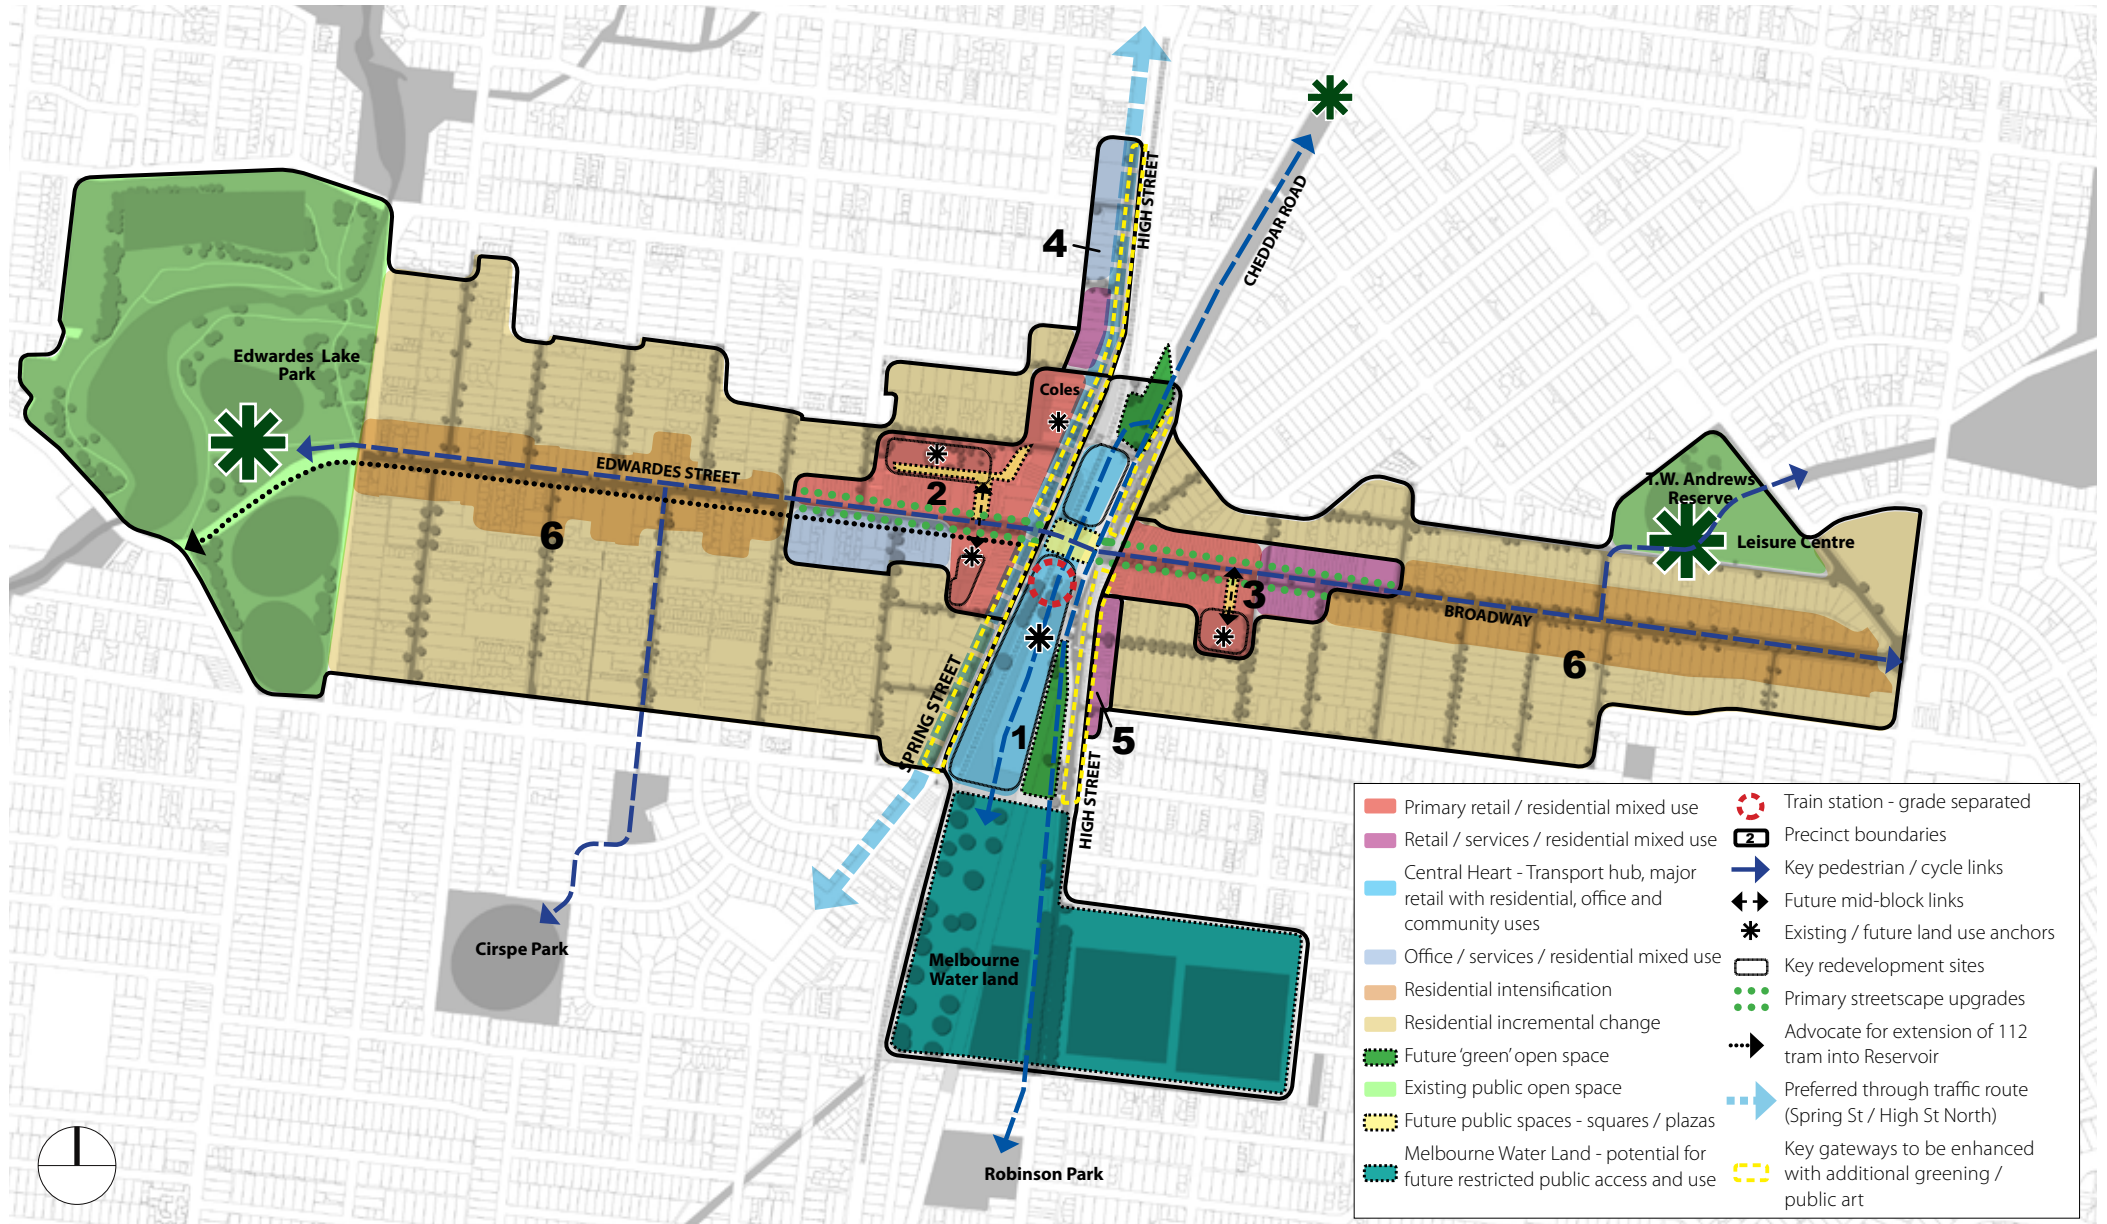 HIGH STREET
CHEDDAR ROAD
4
Edwardes Lake
Park
Coles
EDWARDES STREET
2
6
T.W. Andrews
Reserve
Leisure Centre
3
BROADWAY
6
SPRING STREET
1
5
HIGH STREET
Cirspe Park
Melbourne
Water land
Robinson Park
Primary retail / residential mixed use
Retail / services / residential mixed use
Central Heart - Transport hub, major
retail with residential, office and
community uses
Office / services / residential mixed use
Residential intensification
Residential incremental change
Future 'green' open space
Existing public open space
Future public spaces - squares / plazas
Melbourne Water Land - potential for
future restricted public access and use
Train station - grade separated
2
Precinct boundaries
Key pedestrian / cycle links
Future mid-block links
Existing / future land use anchors
Key redevelopment sites
Primary streetscape upgrades
Advocate for extension of 112
tram into Reservoir
Preferred through traffic route
(Spring St / High St North)
Key gateways to be enhanced
with additional greening /
public art